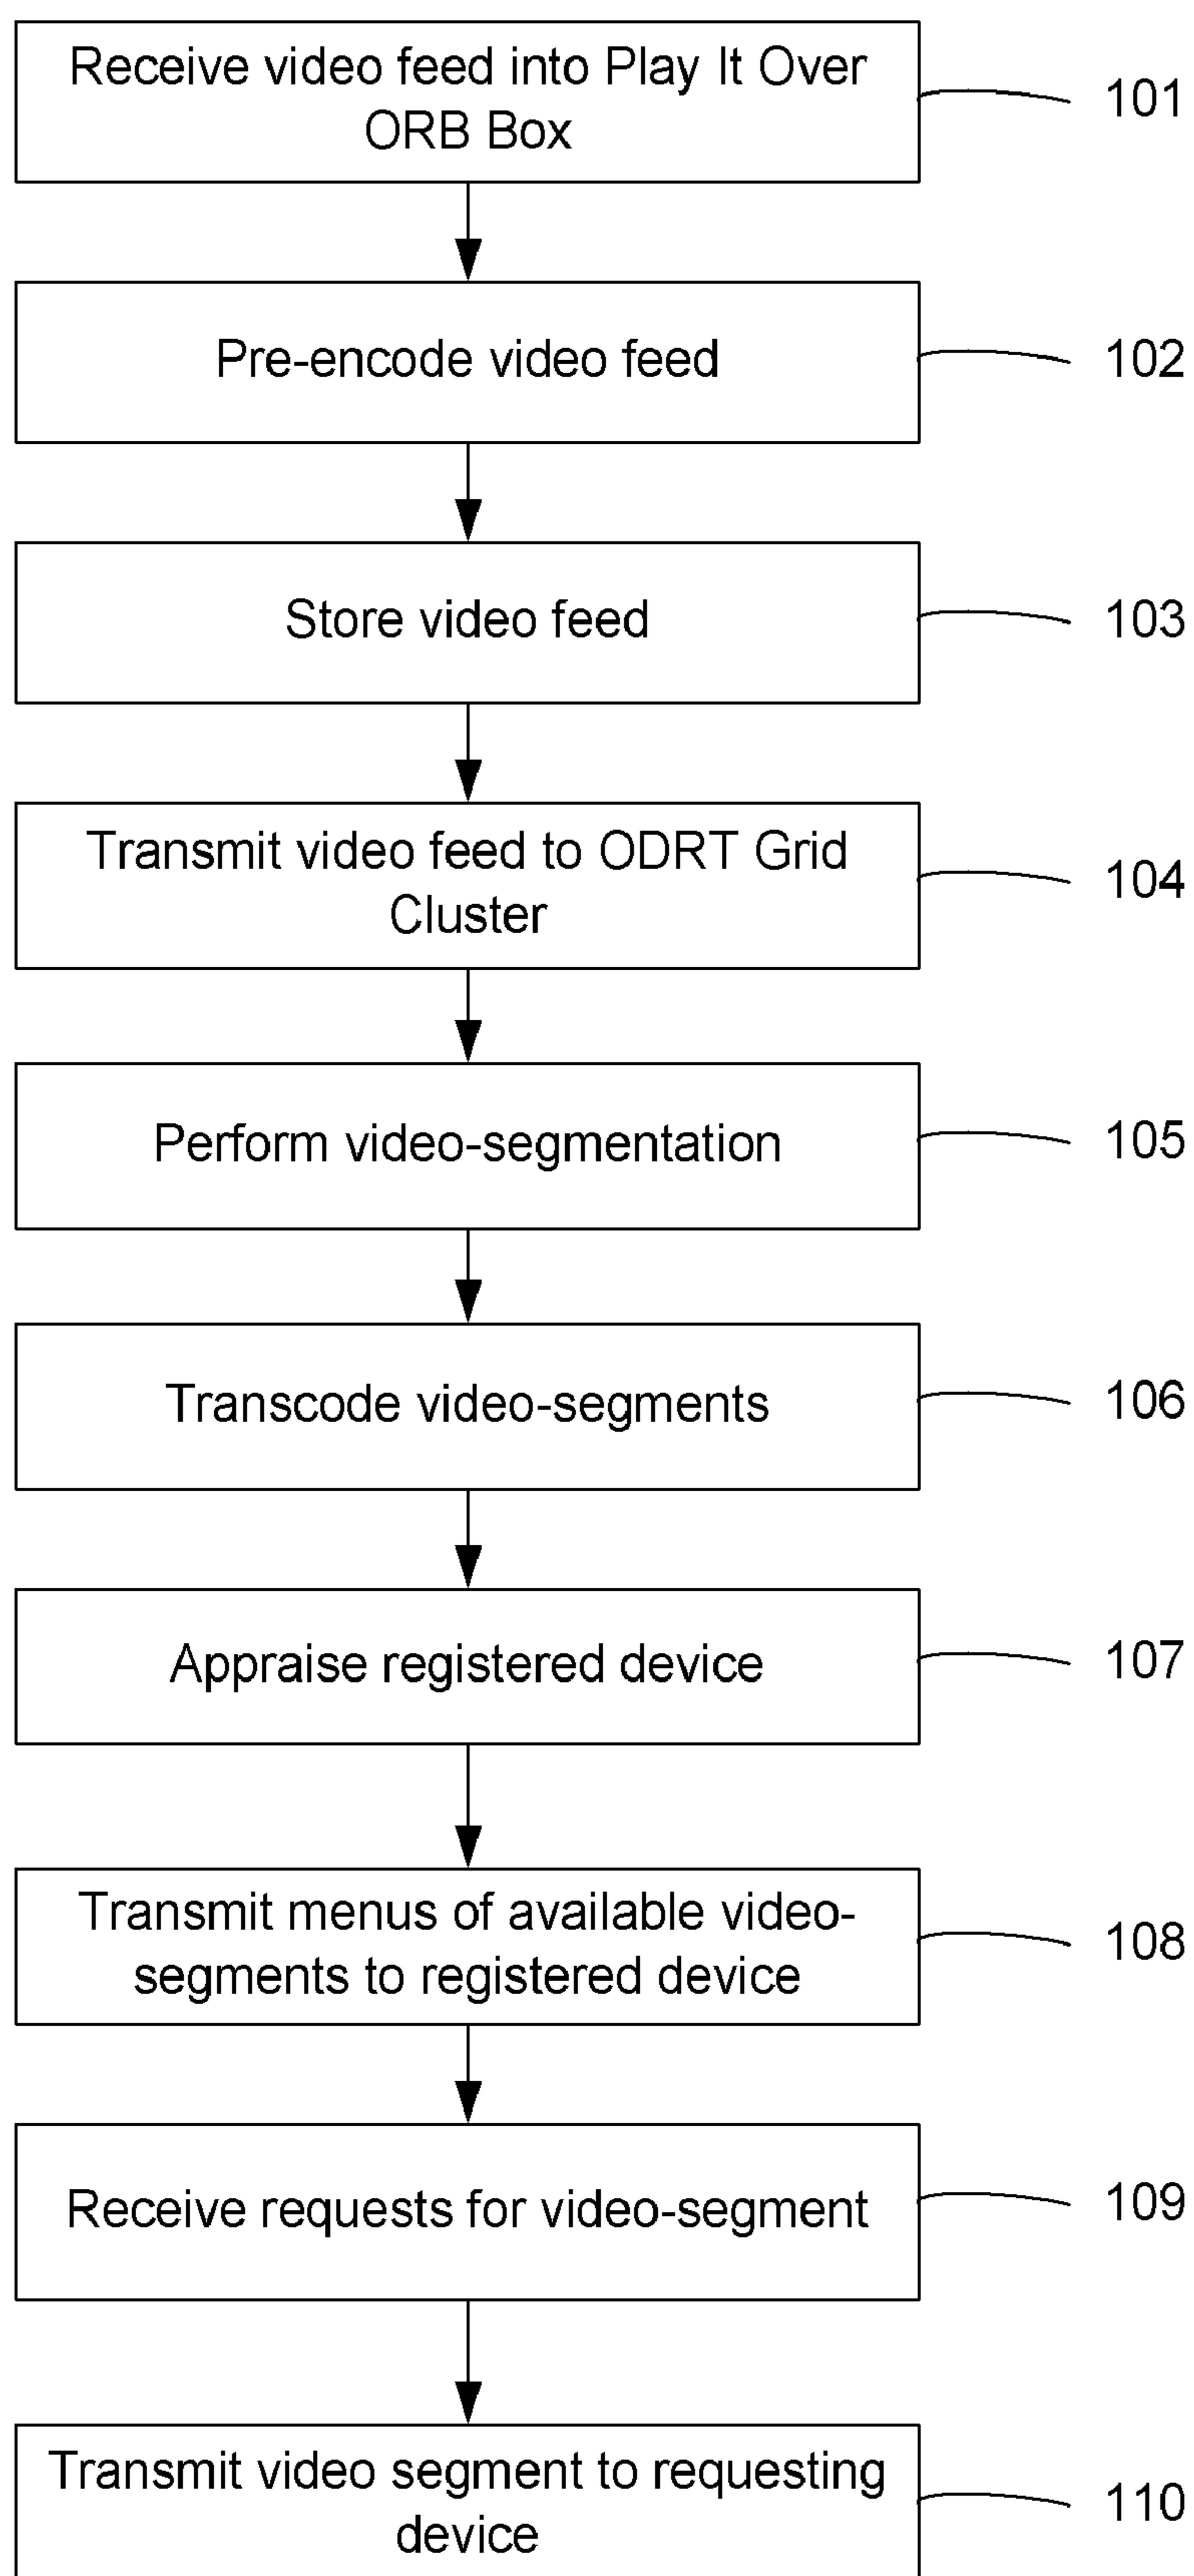 Receive video feed into Play It Over
ORB Box
101
Pre-encode video feed
102
Store video feed
103
Transmit video feed to ODRT Grid
Cluster
104
Perform video-segmentation
105
Transcode video-segments
106
Appraise registered device
107
Transmit menus of available video-
segments to registered device
108
Receive requests for video-segment
109
Transmit video segment to requesting
device
110